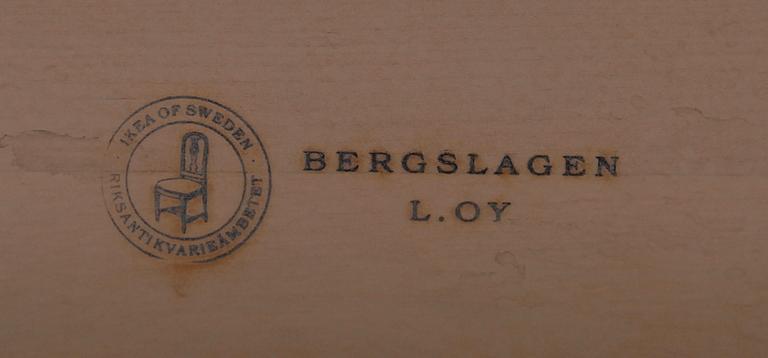 IKEA OF SWEDEN
RIKSANTIKVARIEÄMBETET
BERGSLAGEN
L.OY